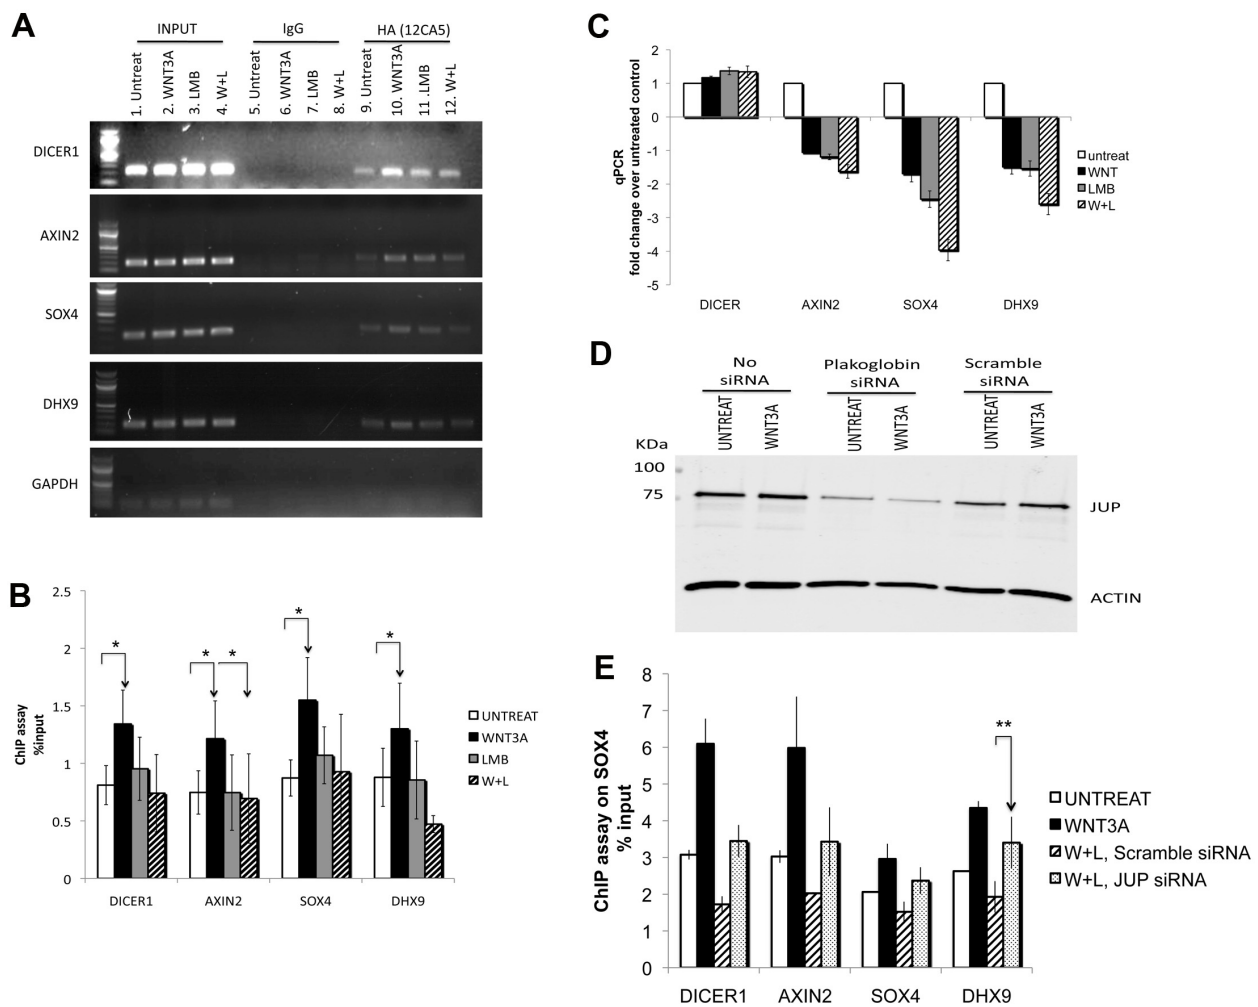 A
INPUT
IgG
HA (12CA5)
1. Untreat
2. WNT3A
3. LMB
4. W+L
5. Untreat
6. WNT3A
7. LMB
8. W+L
9. Untreat
10. WNT3A
11 .LMB
12. W+L
DICER1
AXIN2
SOX4
DHX9
GAPDH
B
ChIP assay
%input
2.5
2
1.5
1
0.5
0
*
*
*
*
*
DICER1
AXIN2
SOX4
DHX9
UNTREAT
WNT3A
LMB
W+L
C
qPCR
fold change over untreated control
2
1
0
-1
-2
-3
-4
-5
DICER
AXIN2
SOX4
DHX9
untreat
WNT
LMB
W+L
D
No
siRNA
Plakoglobin
siRNA
Scramble
siRNA
UNTREAT
WNT3A
UNTREAT
WNT3A
UNTREAT
WNT3A
KDa
100
75
JUP
ACTIN
E
ChIP assay on SOX4
% input
8
7
6
5
4
3
2
1
0
**
DICER1
AXIN2
SOX4
DHX9
UNTREAT
WNT3A
W+L, Scramble siRNA
W+L, JUP siRNA